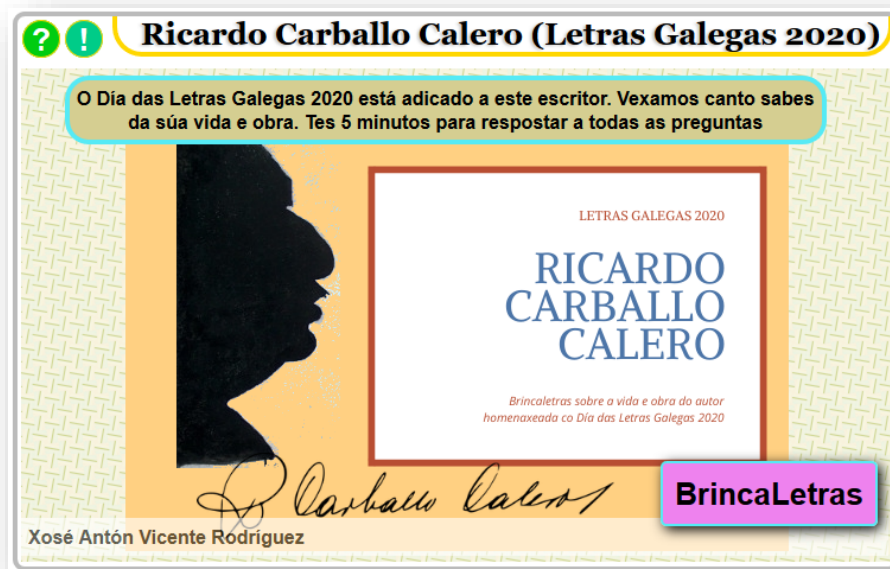 ? ! Ricardo Carballo Calero (Letras Galegas 2020)
O Día das Letras Galegas 2020 está adicado a este escritor. Vexamos canto sabes
da súa vida e obra. Tes 5 minutos para respostar a todas as preguntas
LETRAS GALEGAS 2020
RICARDO
CARBALLO
CALERO
Brincaletras sobre a vida e obra do autor
homenaxeada co Día das Letras Galegas 2020
R Carballo Calero
BrincaLetras
Xosé Antón Vicente Rodríguez